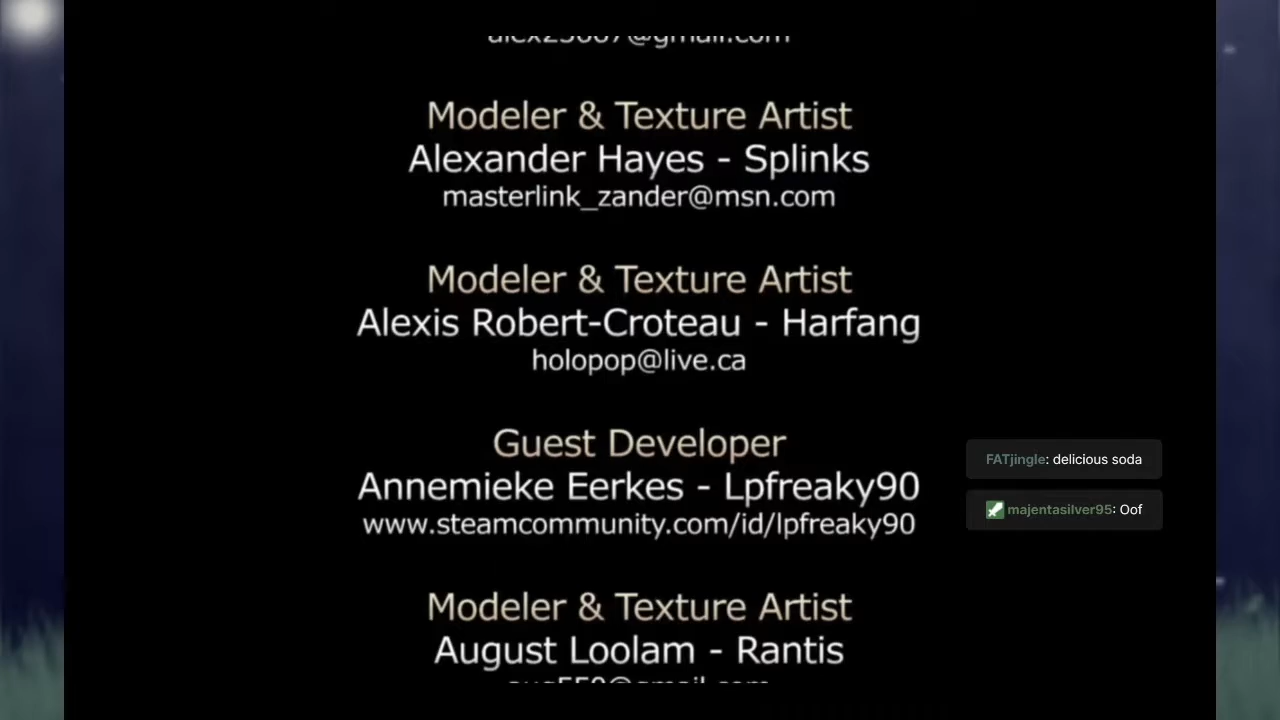 Modeler & Texture Artist
Alexander Hayes - Splinks
masterlink_zander@msn.com
Modeler & Texture Artist
Alexis Robert-Croteau - Harfang
holopop@live.ca
Guest Developer
Annemieke Eerkes - Lpfreaky90
www.steamcommunity.com/id/lpfreaky90
FATjingle: delicious soda
majentasilver95: Oof
Modeler & Texture Artist
August Loolam - Rantis